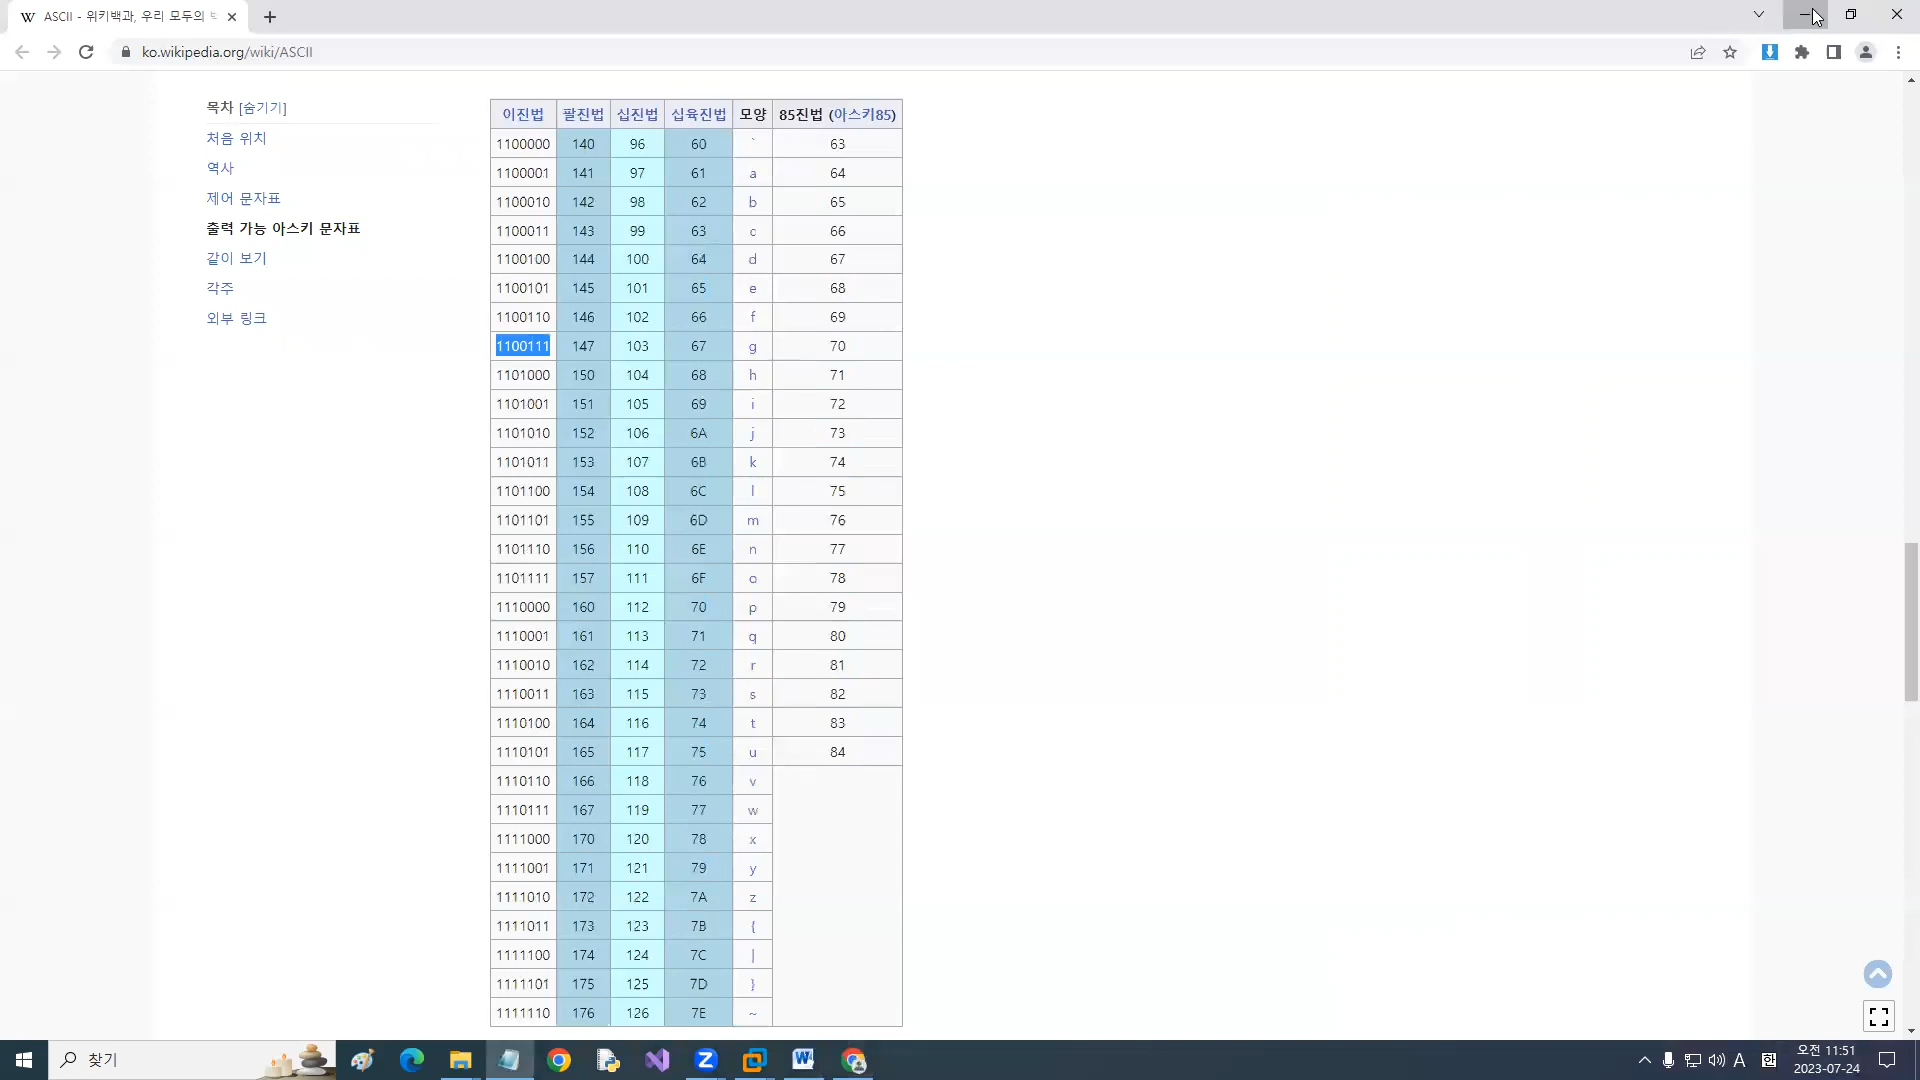 ASCII - 위키백과, 우리 모두의
ko.wikipedia.org/wiki/ASCII
목차 [숨기기]
처음 위치
역사
제어 문자표
출력 가능 아스키 문자표
같이 보기
각주
외부 링크
이진법 팔진법 십진법 십육진법 모양 85진법 (아스키85)
1100000 140 96 60 ` 63
1100001 141 97 61 a 64
1100010 142 98 62 b 65
1100011 143 99 63 c 66
1100100 144 100 64 d 67
1100101 145 101 65 e 68
1100110 146 102 66 f 69
1100111 147 103 67 g 70
1101000 150 104 68 h 71
1101001 151 105 69 i 72
1101010 152 106 6A j 73
1101011 153 107 6B k 74
1101100 154 108 6C l 75
1101101 155 109 6D m 76
1101110 156 110 6E n 77
1101111 157 111 6F o 78
1110000 160 112 70 p 79
1110001 161 113 71 q 80
1110010 162 114 72 r 81
1110011 163 115 73 s 82
1110100 164 116 74 t 83
1110101 165 117 75 u 84
1110110 166 118 76 v
1110111 167 119 77 w
1111000 170 120 78 x
1111001 171 121 79 y
1111010 172 122 7A z
1111011 173 123 7B {
1111100 174 124 7C |
1111101 175 125 7D }
1111110 176 126 7E ~
찾기
A 한 오전 11:51
2023-07-24